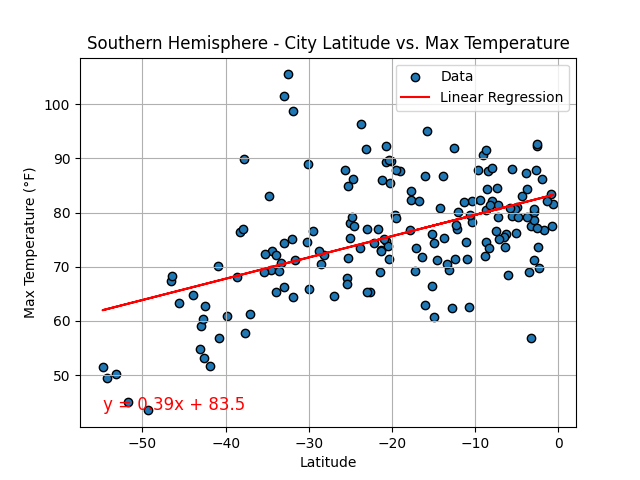 Southern Hemisphere - City Latitude vs. Max Temperature
Data
Linear Regression
Max Temperature (°F)
100
90
80
70
60
50
y = 0.39x + 83.5
−50
−40
−30
−20
−10
0
Latitude